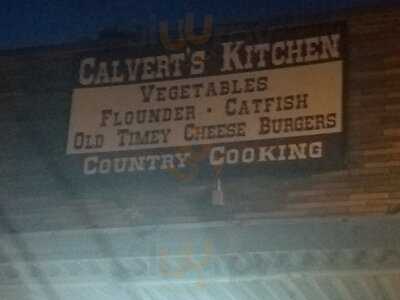 Calvert's Kitchen
Vegetables
Flounder · Catfish
Old Timey Cheese Burgers
Country Cooking